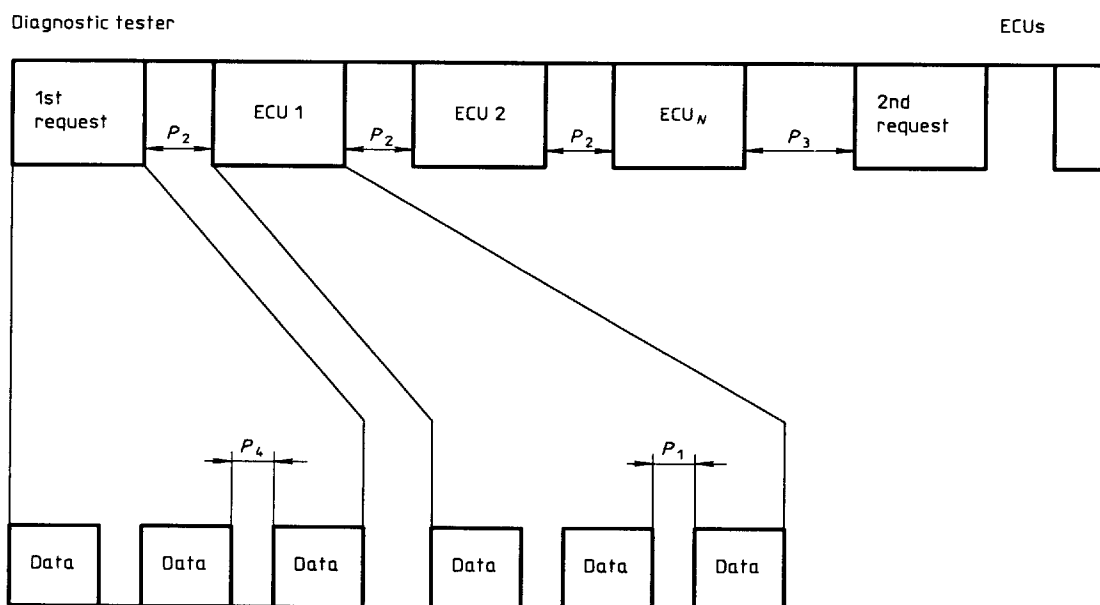 Diagnostic tester
ECUs
1st
request
P2
ECU 1
P2
ECU 2
P2
ECUN
P3
2nd
request
P4
P1
Data
Data
Data
Data
Data
Data